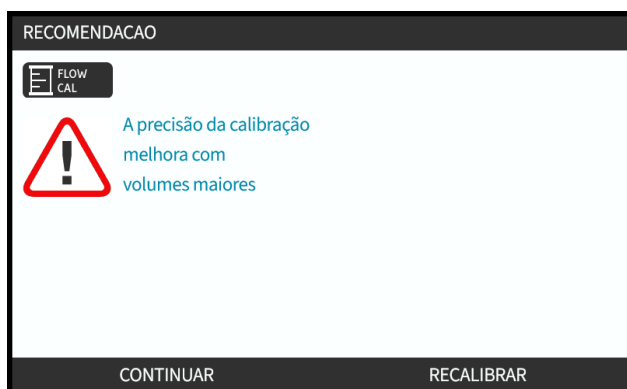 RECOMENDACAO
FLOW
CAL
!
A precisão da calibração
melhora com
volumes maiores
CONTINUAR RECALIBRAR